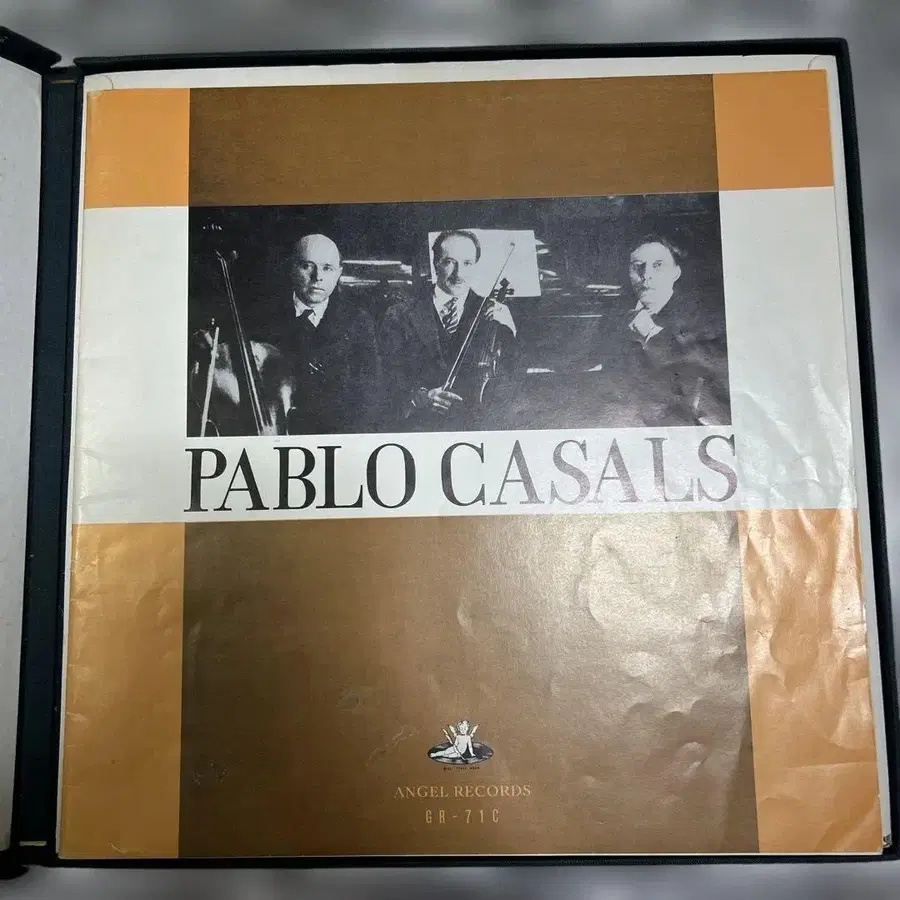 PABLO CASALS
ANGEL RECORDS
GR-71C